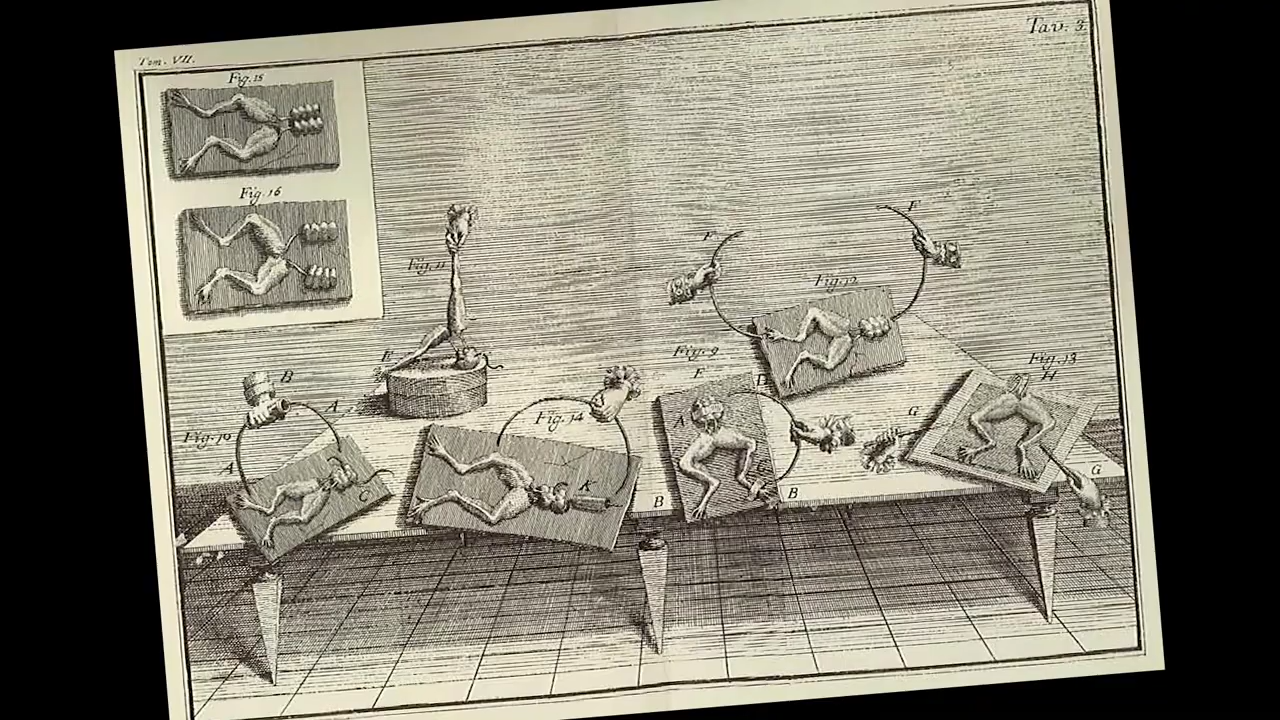 Tom. VII.
Tav. 3.
Fig. 15
Fig. 16
Fig. 11
F
F
Fig. 12
E
Fig. 9
Fig. 13
H
B
A
E
D
Fig. 10
Fig. 14
A
G
A
C
K
C
B
B
G